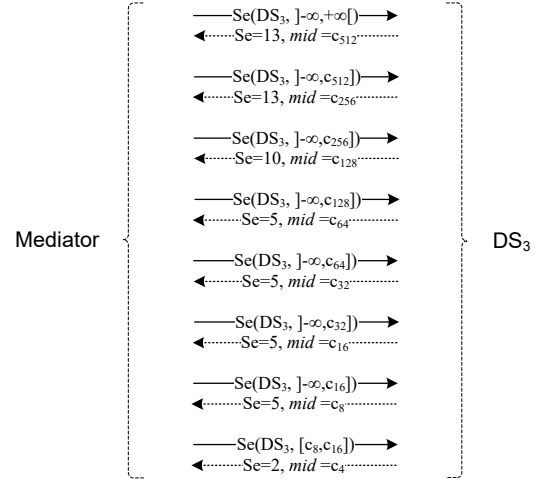 Se(DS₃, ]-∞,+∞[)
Se=13, mid =c₅₁₂
Se(DS₃, ]-∞,c₅₁₂])
Se=13, mid =c₂₅₆
Se(DS₃, ]-∞,c₂₅₆])
Se=10, mid =c₁₂₈
Se(DS₃, ]-∞,c₁₂₈])
Se=5, mid =c₆₄
Mediator
DS₃
Se(DS₃, ]-∞,c₆₄])
Se=5, mid =c₃₂
Se(DS₃, ]-∞,c₃₂])
Se=5, mid =c₁₆
Se(DS₃, ]-∞,c₁₆])
Se=5, mid =c₈
Se(DS₃, [c₈,c₁₆])
Se=2, mid =c₄